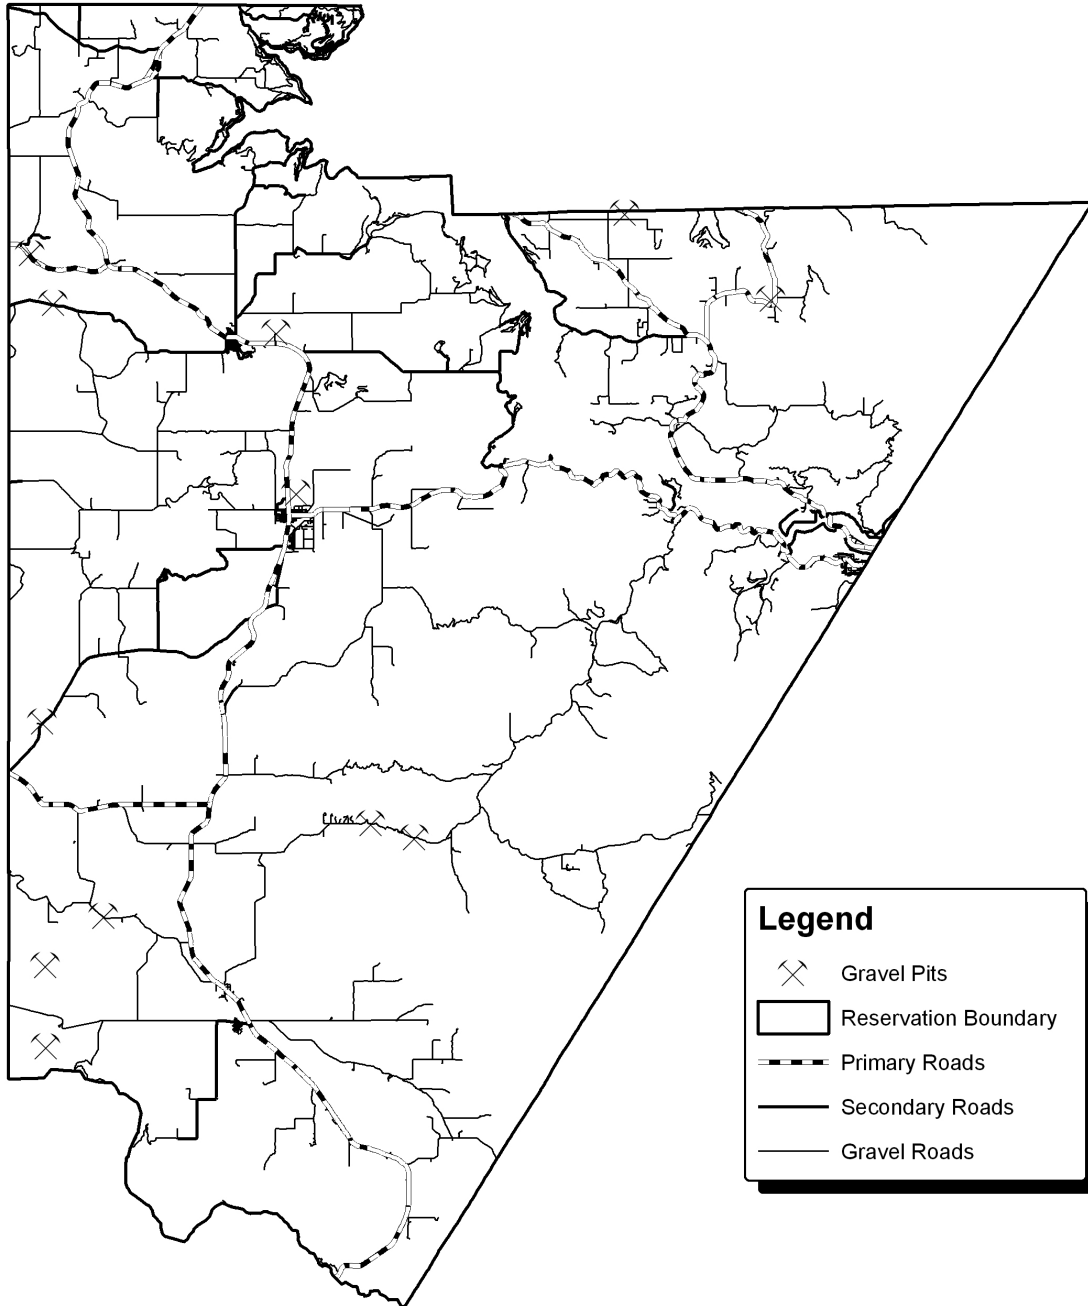 Legend
Gravel Pits
Reservation Boundary
Primary Roads
Secondary Roads
Gravel Roads